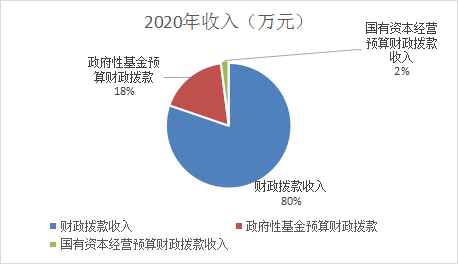 2020年收入（万元）
国有资本经营
预算财政拨款
收入
2%
政府性基金预
算财政拨款
18%
财政拨款收入
80%
财政拨款收入
政府性基金预算财政拨款
国有资本经营预算财政拨款收入